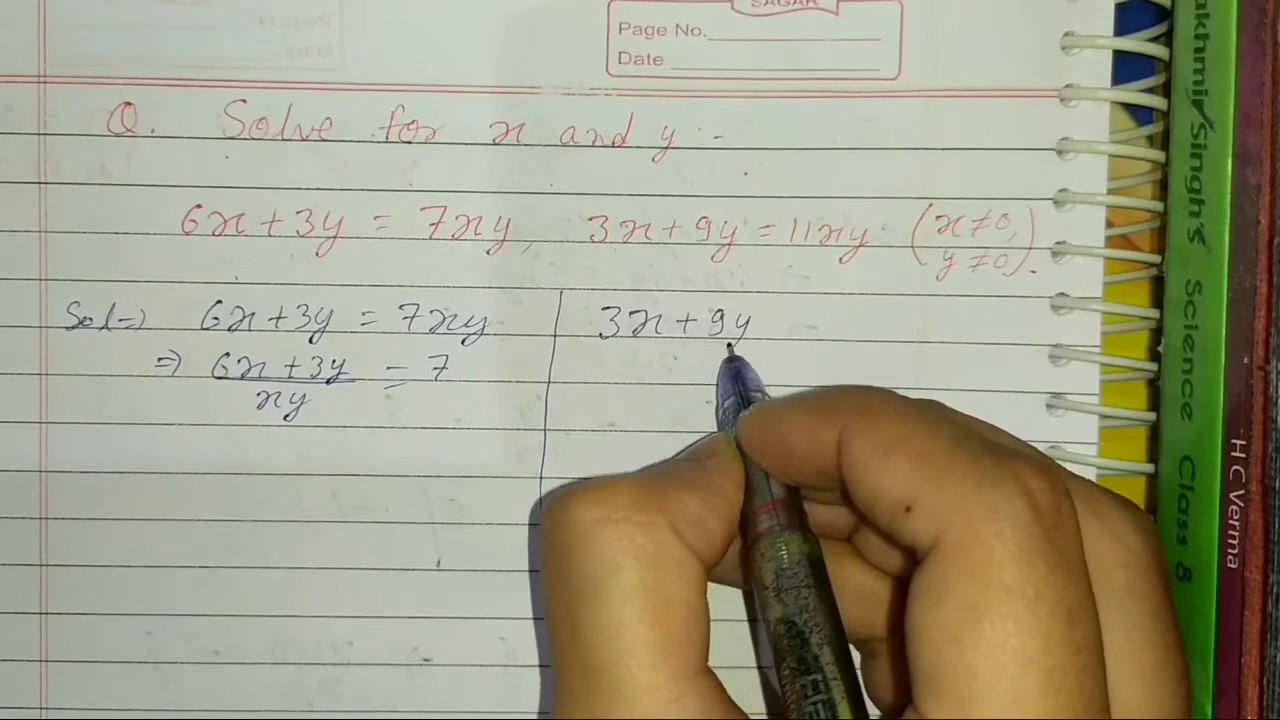 SAGAR
Page No.
Date
Q. Solve for x and y :-
6x + 3y = 7xy, 3x + 9y = 11xy. (x ≠ 0, y ≠ 0).
Sol⇒ 6x + 3y = 7xy
⇒ (6x + 3y)/xy = 7
3x + 9y
Singh's Science Class 8
H C Verma